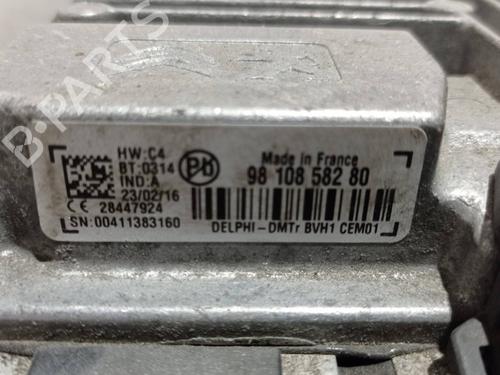 B-PARTS
HW:C4
BT:0314
IND:A
23/02/16
28447924
SN:00411383160
Made in France
98 108 582 80
DELPHI-DMTr BVH1 CEM01